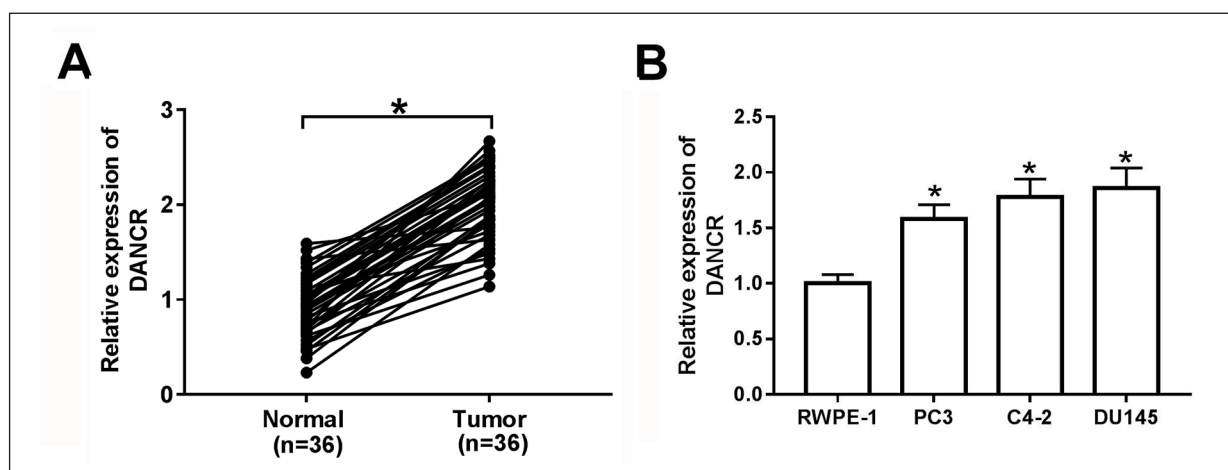 A
Relative expression of
DANCR
3
2
1
0
*
Normal
(n=36)
Tumor
(n=36)
B
Relative expression of
DANCR
2.5
2.0
1.5
1.0
0.5
0.0
*
*
*
RWPE-1
PC3
C4-2
DU145